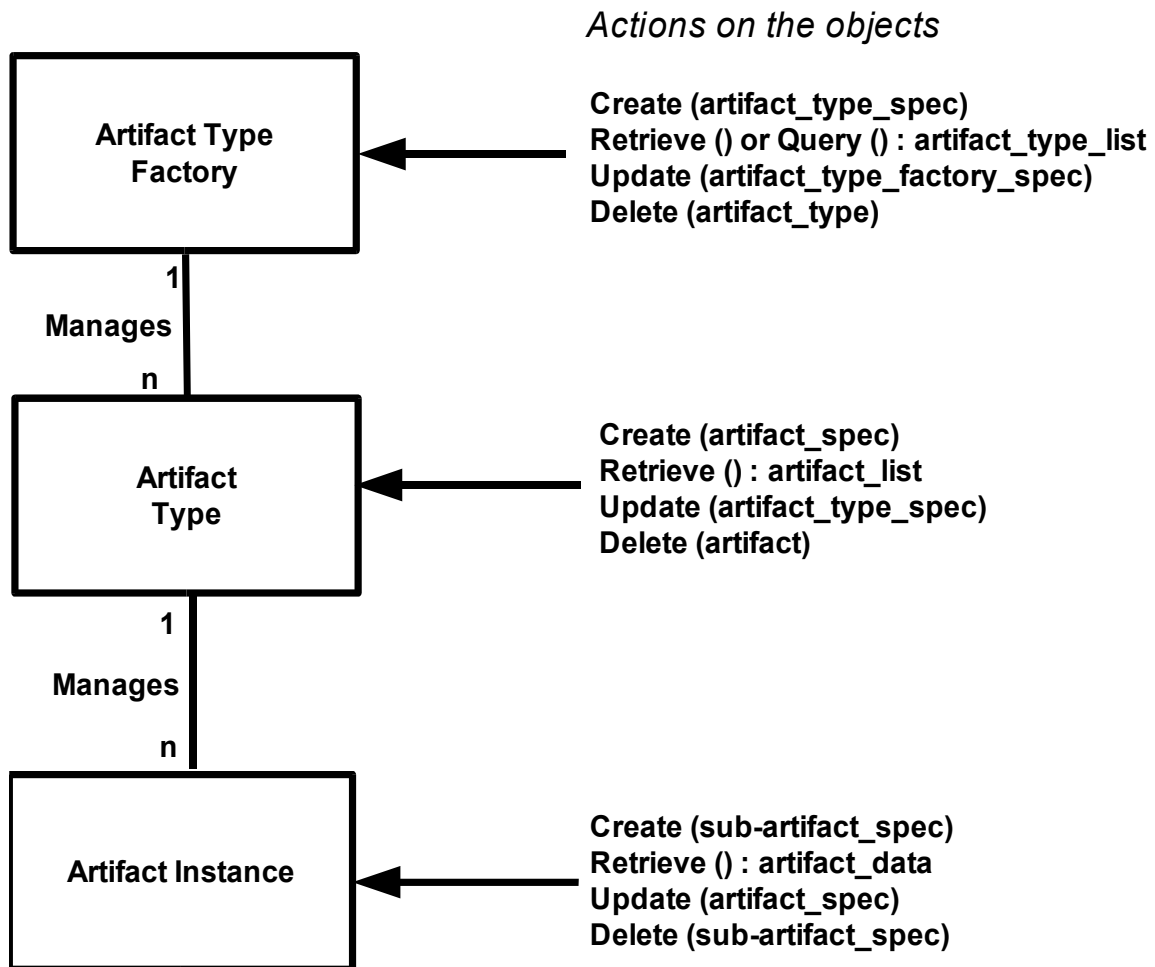 Actions on the objects
Artifact Type
Factory
Create (artifact_type_spec)
Retrieve () or Query () : artifact_type_list
Update (artifact_type_factory_spec)
Delete (artifact_type)
1
Manages
n
Artifact
Type
Create (artifact_spec)
Retrieve () : artifact_list
Update (artifact_type_spec)
Delete (artifact)
1
Manages
n
Artifact Instance
Create (sub-artifact_spec)
Retrieve () : artifact_data
Update (artifact_spec)
Delete (sub-artifact_spec)